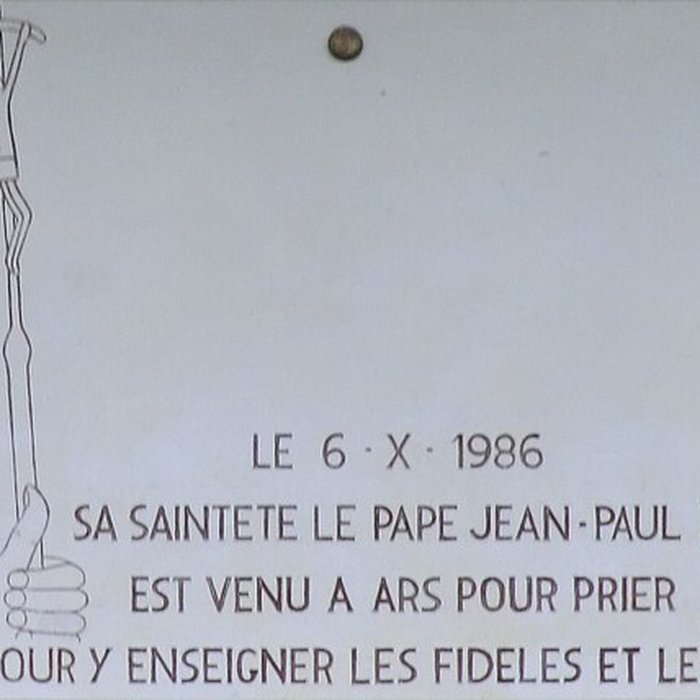 LE 6 · X · 1986
SA SAINTETE LE PAPE JEAN-PAUL
EST VENU A ARS POUR PRIER
OUR Y ENSEIGNER LES FIDELES ET LE